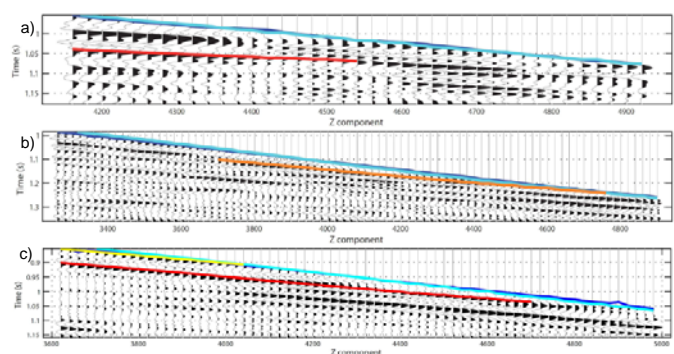 a)
Time (s)
1
1.05
1.1
1.15
4200 4300 4400 4500 4600 4700 4800 4900
Z component
b)
Time (s)
1
1.1
1.2
1.3
3400 3600 3800 4000 4200 4400 4600 4800
Z component
c)
Time (s)
0.9
0.95
1
1.05
1.1
1.15
3800 3800 4000 4200 4400 4600 4800 5000
Z component